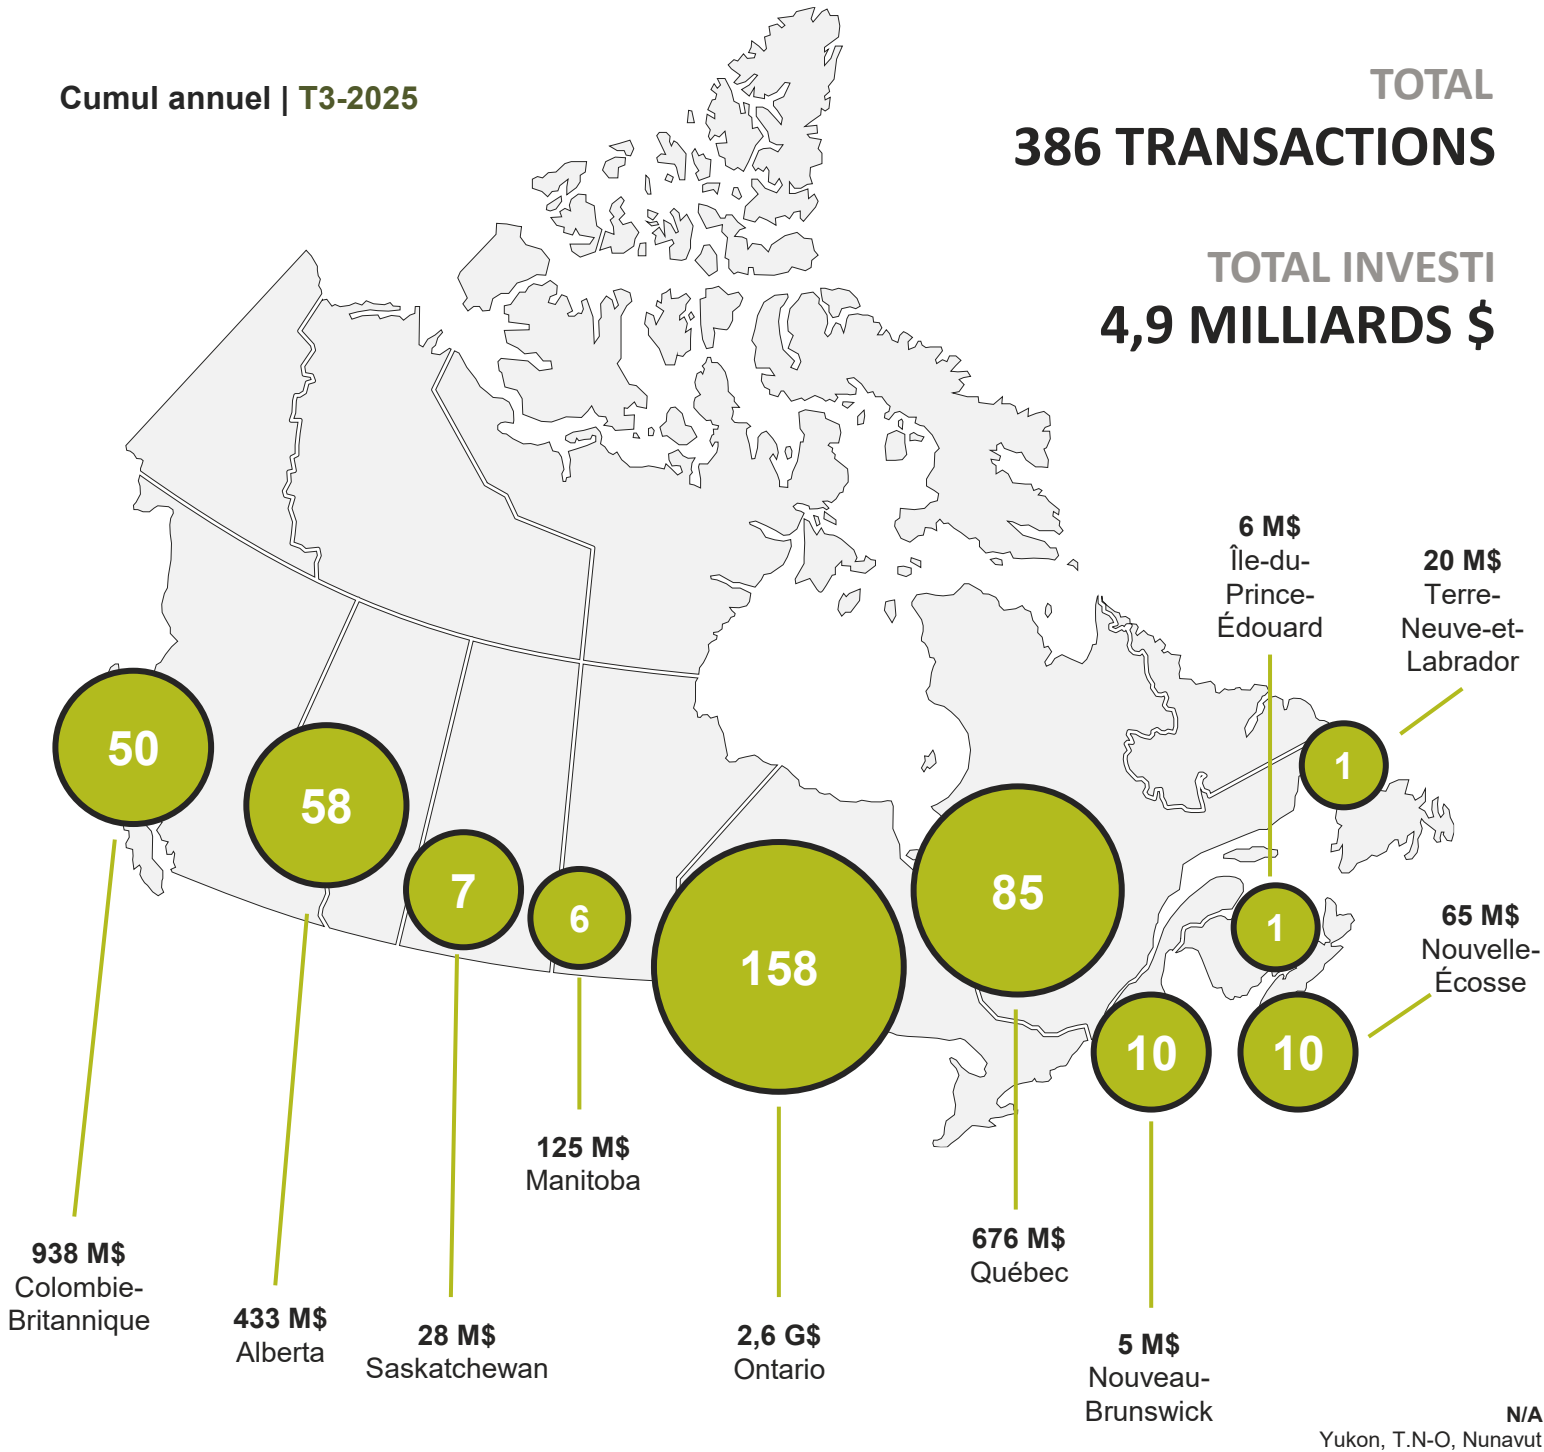 Cumul annuel | T3-2025
TOTAL
386 TRANSACTIONS
TOTAL INVESTI
4,9 MILLIARDS $
6 M$
Île-du-
Prince-
Édouard
20 M$
Terre-
Neuve-et-
Labrador
50
58
7
6
158
85
1
1
10
10
65 M$
Nouvelle-
Écosse
938 M$
Colombie-
Britannique
433 M$
Alberta
28 M$
Saskatchewan
125 M$
Manitoba
2,6 G$
Ontario
676 M$
Québec
5 M$
Nouveau-
Brunswick
N/A
Yukon, T.N-O, Nunavut